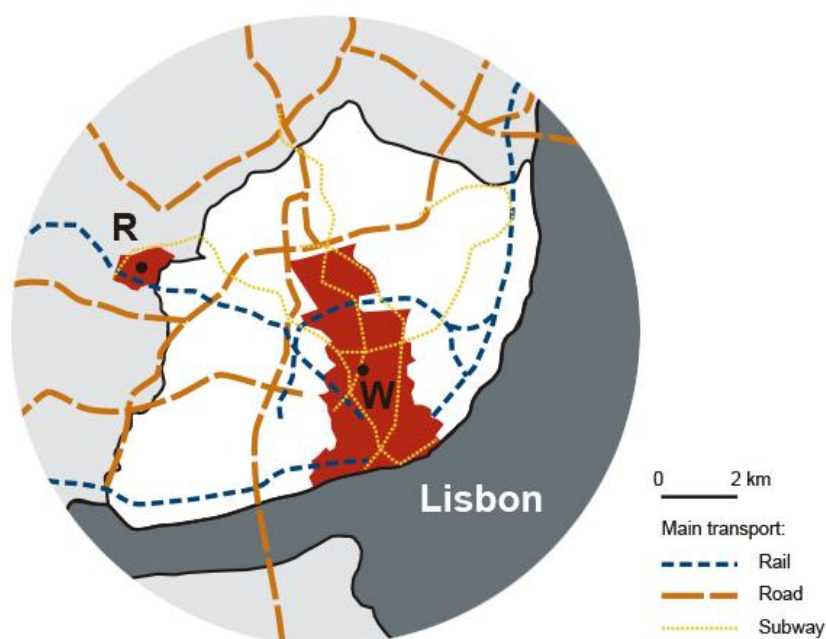 R
W
Lisbon
0 2 km
Main transport:
Rail
Road
Subway